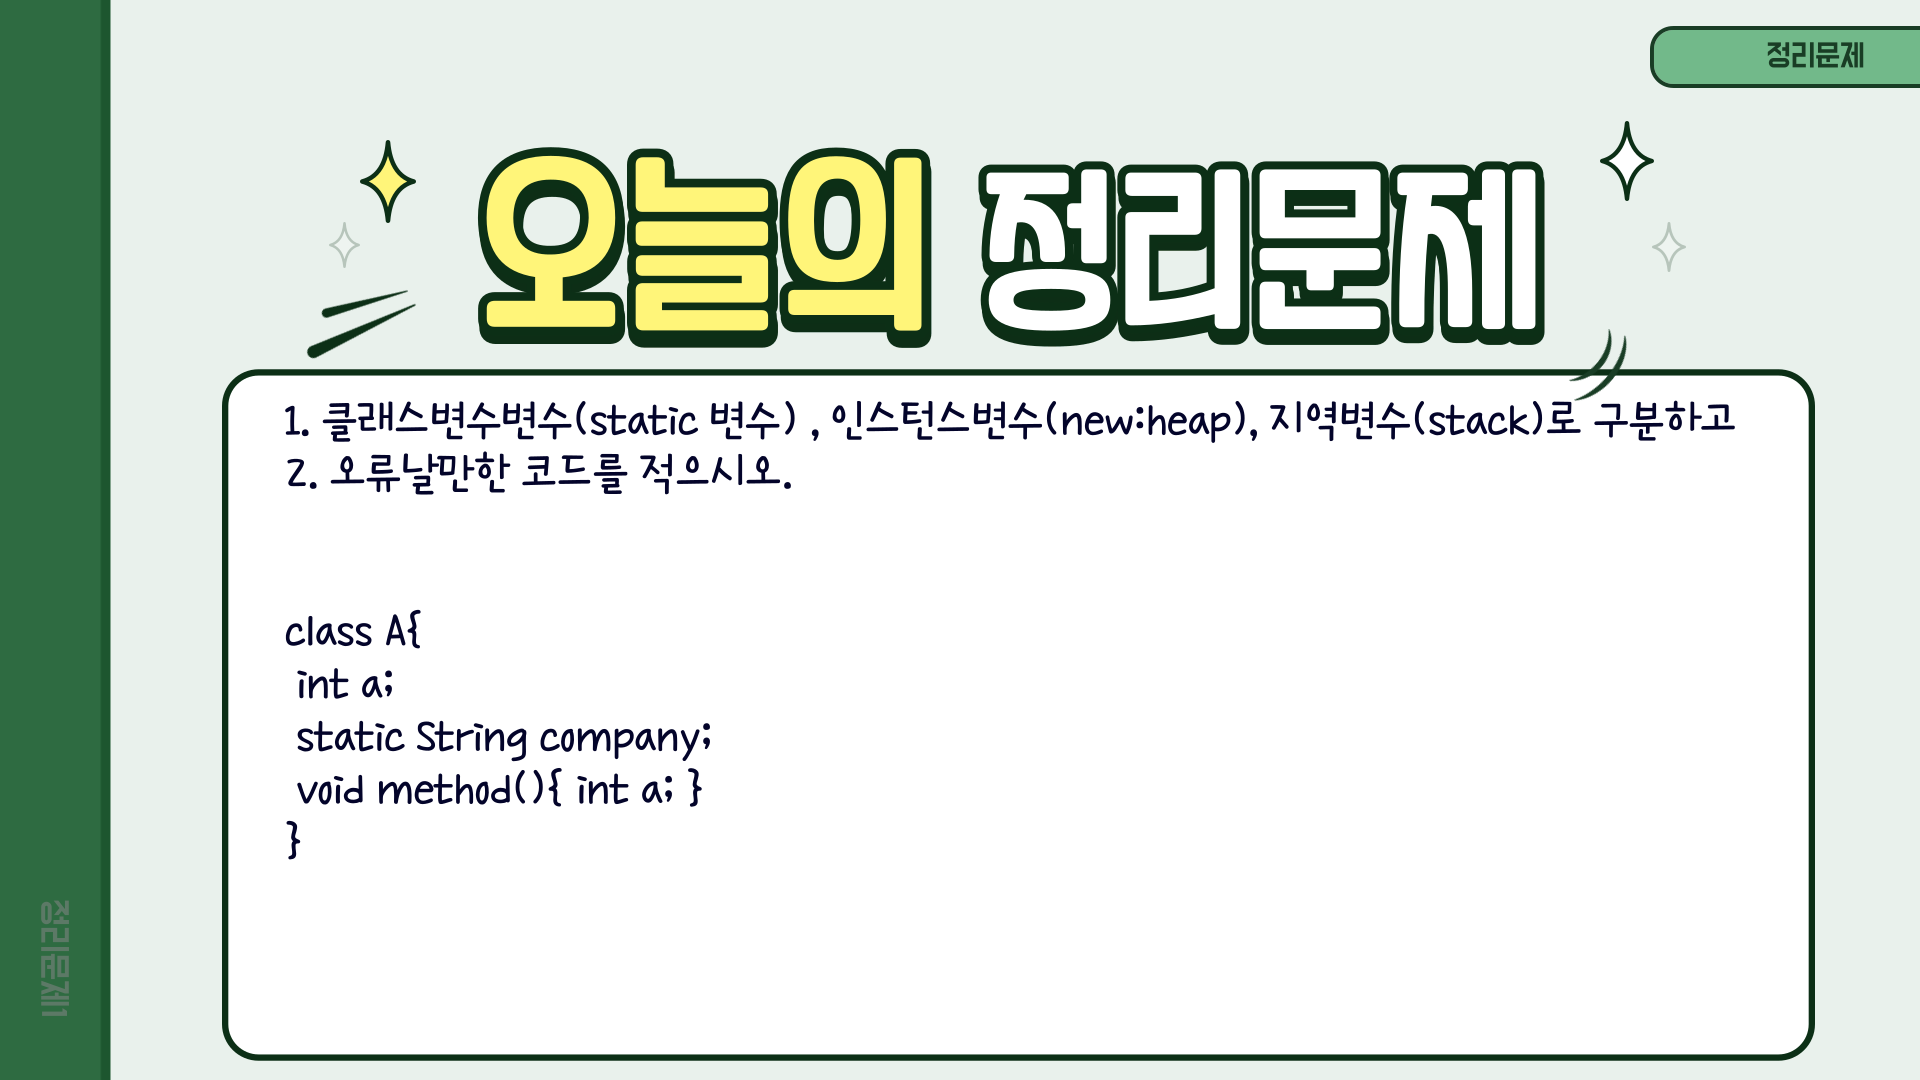 정리문제
오늘의 정리문제
1. 클래스변수변수(static 변수) , 인스턴스변수(new:heap), 지역변수(stack)로 구분하고
2. 오류날만한 코드를 적으시오.
class A{
int a;
static String company;
void method(){ int a; }
}
정리문제1